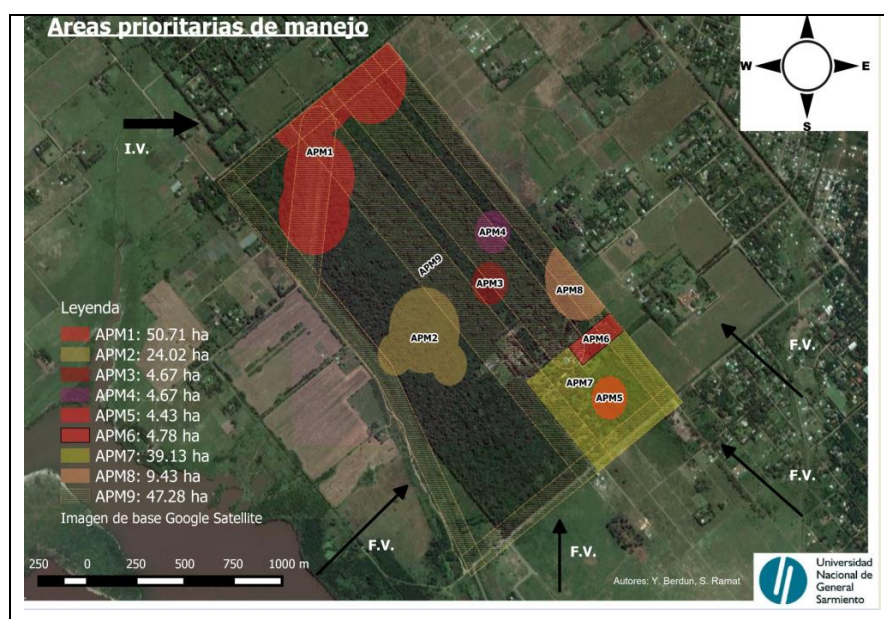 Areas prioritarias de manejo
W
E
S
I.V.
APM1
APM4
APM9
APM3
APM8
APM2
APM6
APM7
APM5
F.V.
F.V.
F.V.
F.V.
Leyenda
APM1: 50.71 ha
APM2: 24.02 ha
APM3: 4.67 ha
APM4: 4.67 ha
APM5: 4.43 ha
APM6: 4.78 ha
APM7: 39.13 ha
APM8: 9.43 ha
APM9: 47.28 ha
Imagen de base Google Satellite
250 0 250 500 750 1000 m
Autores: Y. Berdun, S. Ramat
Universidad
Nacional de
General
Sarmiento